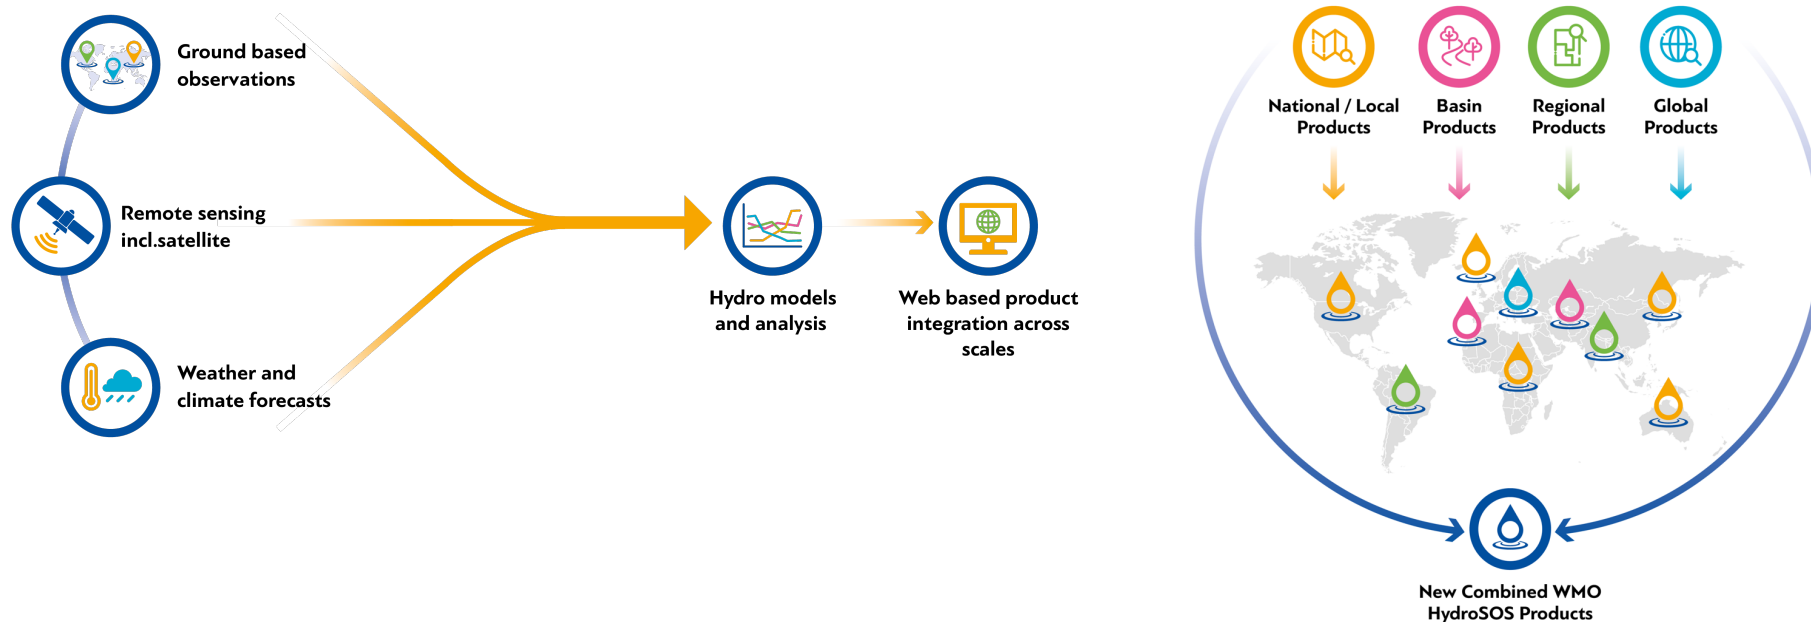 Ground based
observations
Remote sensing
incl.satellite
Weather and
climate forecasts
Hydro models
and analysis
Web based product
integration across
scales
National / Local
Products
Basin
Products
Regional
Products
Global
Products
New Combined WMO
HydroSOS Products